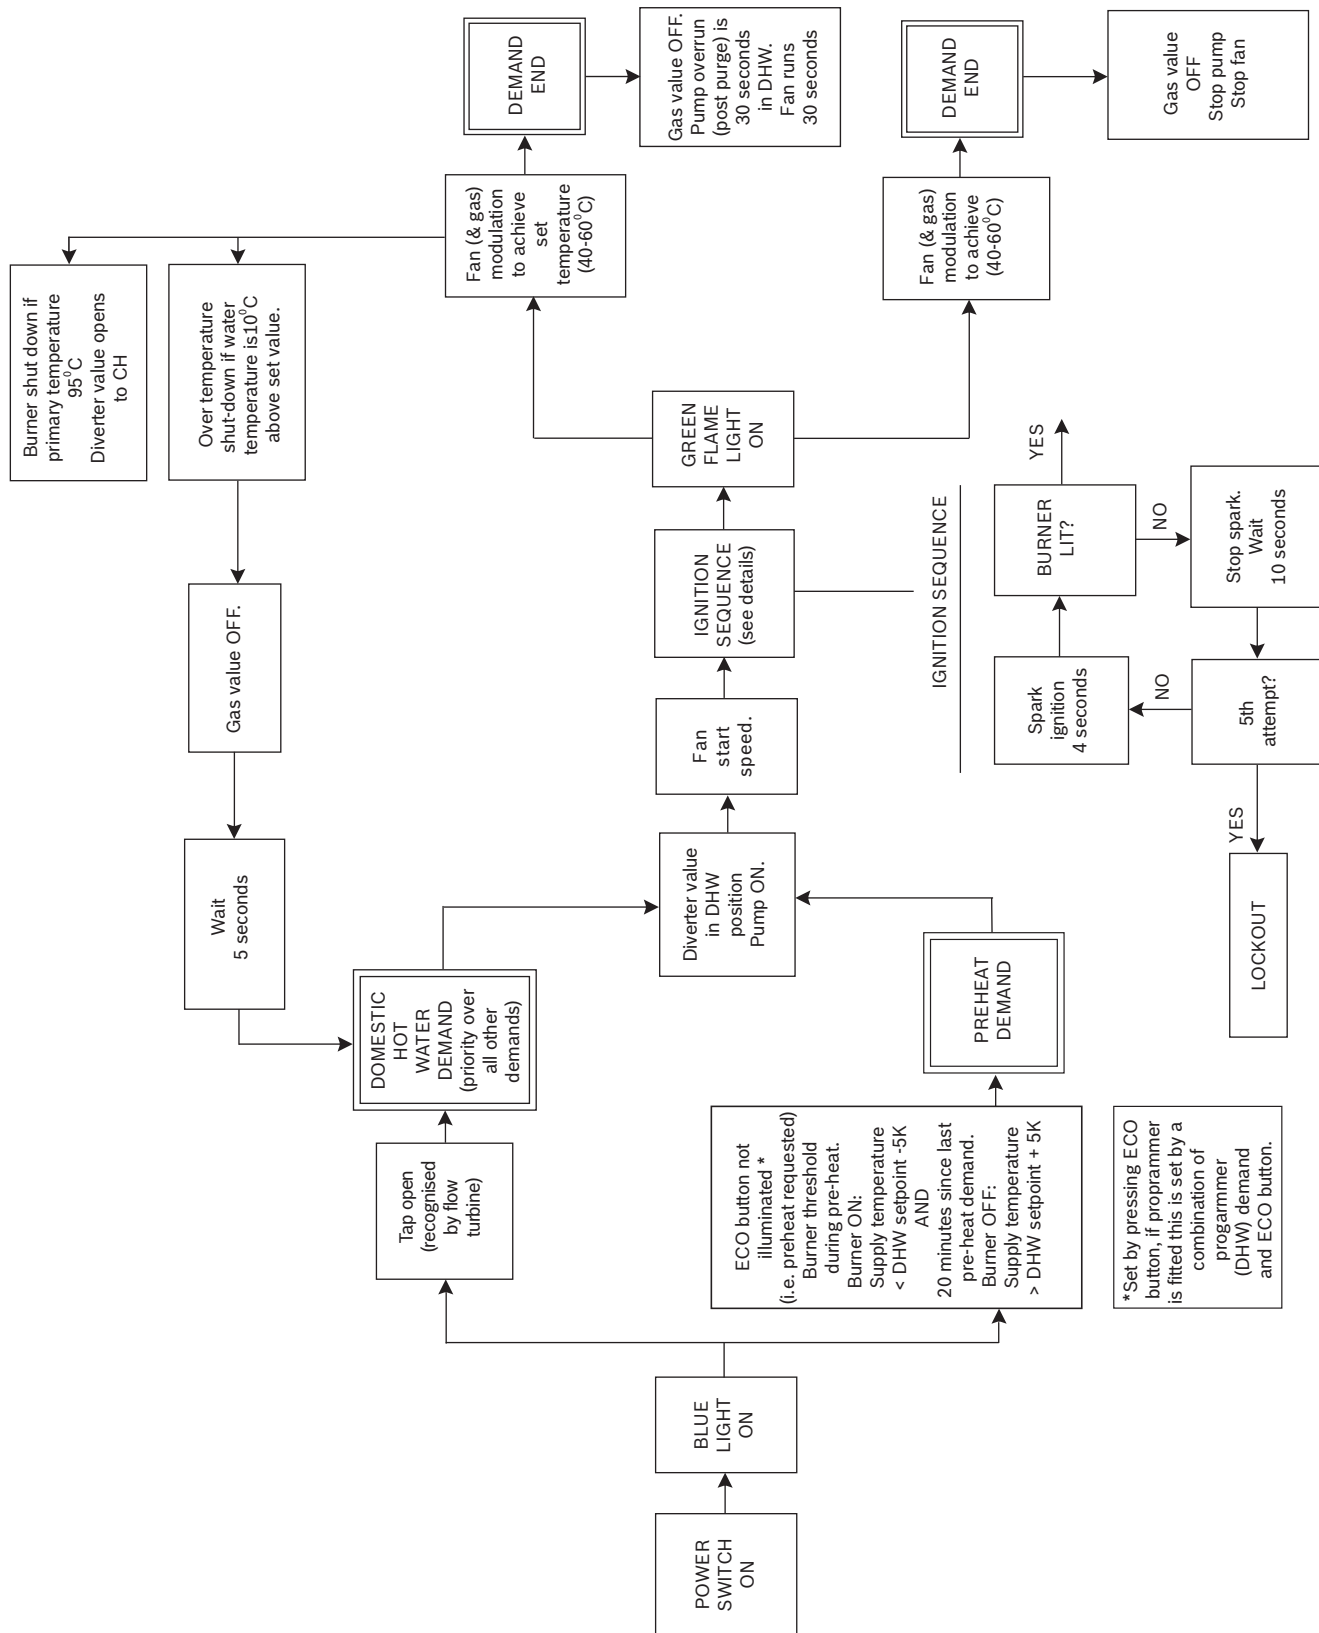 POWER
SWITCH
ON
BLUE
LIGHT
ON
Tap open
(recognised
by flow
turbine)
DOMESTIC
HOT
WATER
DEMAND
(priority over
all other
demands)
Wait
5 seconds
Gas value OFF.
Over temperature
shut-down if water
temperature is10°C
above set value.
Burner shut down if
primary temperature
95°C
Diverter value opens
to CH
ECO button not
illuminated *
(i.e. preheat requested)
Burner threshold
during pre-heat.
Burner ON:
Supply temperature
< DHW setpoint -5K
AND
20 minutes since last
pre-heat demand.
Burner OFF:
Supply temperature
> DHW setpoint + 5K
PREHEAT
DEMAND
Diverter value
in DHW
position
Pump ON.
Fan
start
speed.
IGNITION
SEQUENCE
(see details)
GREEN
FLAME
LIGHT
ON
Fan (& gas)
modulation
to achieve
set
temperature
(40-60°C)
DEMAND
END
Gas value OFF.
Pump overrun
(post purge) is
30 seconds
in DHW.
Fan runs
30 seconds
Fan (& gas)
modulation
to achieve
(40-60°C)
DEMAND
END
Gas value
OFF
Stop pump
Stop fan
IGNITION SEQUENCE
Spark
ignition
4 seconds
BURNER
LIT?
YES
NO
Stop spark.
Wait
10 seconds
5th
attempt?
NO
YES
LOCKOUT
*Set by pressing ECO
button, if proprammer
is fitted this is set by a
combination of
progarmmer
(DHW) demand
and ECO button.